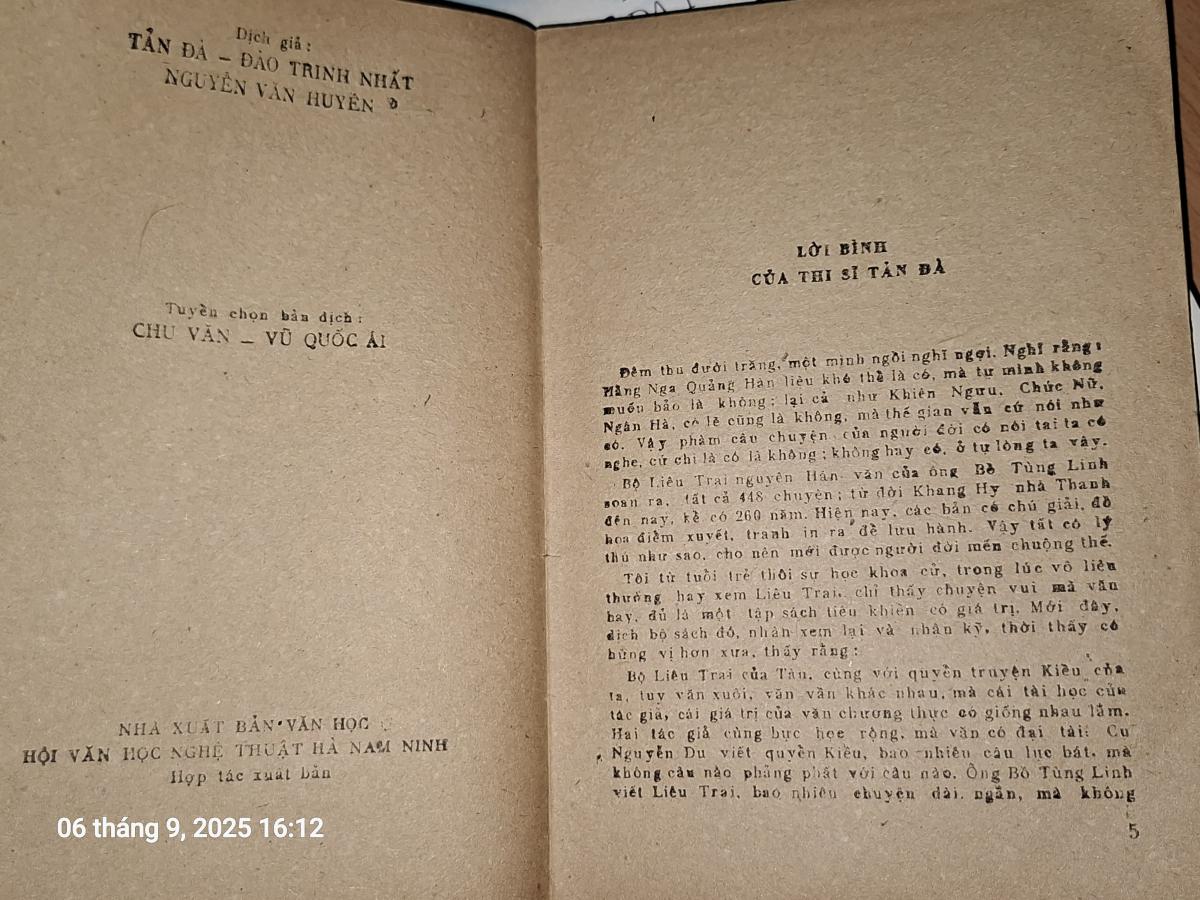 Dịch giả :
TẢN ĐÀ — ĐÀO TRINH NHẤT
NGUYỄN VĂN HUYỀN
Tuyển chọn bản dịch :
CHU VĂN — VŨ QUỐC ÁI
NHÀ XUẤT BẢN VĂN HỌC
HỘI VĂN HỌC NGHỆ THUẬT HÀ NAM NINH
Hợp tác xuất bản
06 tháng 9, 2025 16:12
LỜI BÌNH
CỦA THI SĨ TẢN ĐÀ
Đêm thu dưới trăng, một mình ngồi nghĩ ngợi. Nghĩ rằng :
Hằng Nga Quảng Hàn liệu khó thể là có, mà tự mình không
muốn bảo là không ; lại cả như Khiên Ngưu, Chức Nữ,
Ngân Hà, có lẽ cũng là không, mà thế gian vẫn cứ nói như
có. Vậy phàm câu chuyện của người đời có nói tai ta có
nghe, cứ chi là có là không ; không hay có, ở tự lòng ta vậy.
Bộ Liêu Trai nguyên Hán văn của ông Bồ Tùng Linh
soạn ra, tất cả 448 chuyện ; từ đời Khang Hy nhà Thanh
đến nay, kể có 260 năm. Hiện nay, các bản có chú giải, đồ
họa điểm xuyết, tranh in ra để lưu hành. Vậy tất có lý
thú như sao, cho nên mới được người đời mến chuộng thế.
Tôi từ tuổi trẻ thôi sự học khoa cử, trong lúc vô liêu
thường hay xem Liêu Trai, chỉ thấy chuyện vui mà văn
hay, đủ là một tập sách tiêu khiển có giá trị. Mới đây,
dịch bộ sách đó, nhân xem lại và nhân kỹ, thời thấy có
hứng vị hơn xưa, thấy rằng :
Bộ Liêu Trai của Tàu, cùng với quyển truyện Kiều của
ta, tuy văn xuôi, văn vần khác nhau, mà cái tài học của
tác giả, cái giá trị của văn chương thực có giống nhau lắm.
Hai tác giả cùng bực học rộng, mà văn có đại tài: Cụ
Nguyễn Du viết quyển Kiều, bao nhiêu câu lục bát, mà
không câu nào phảng phất với câu nào. Ông Bồ Tùng Linh
viết Liêu Trai, bao nhiêu chuyện dài, ngắn, mà không
5